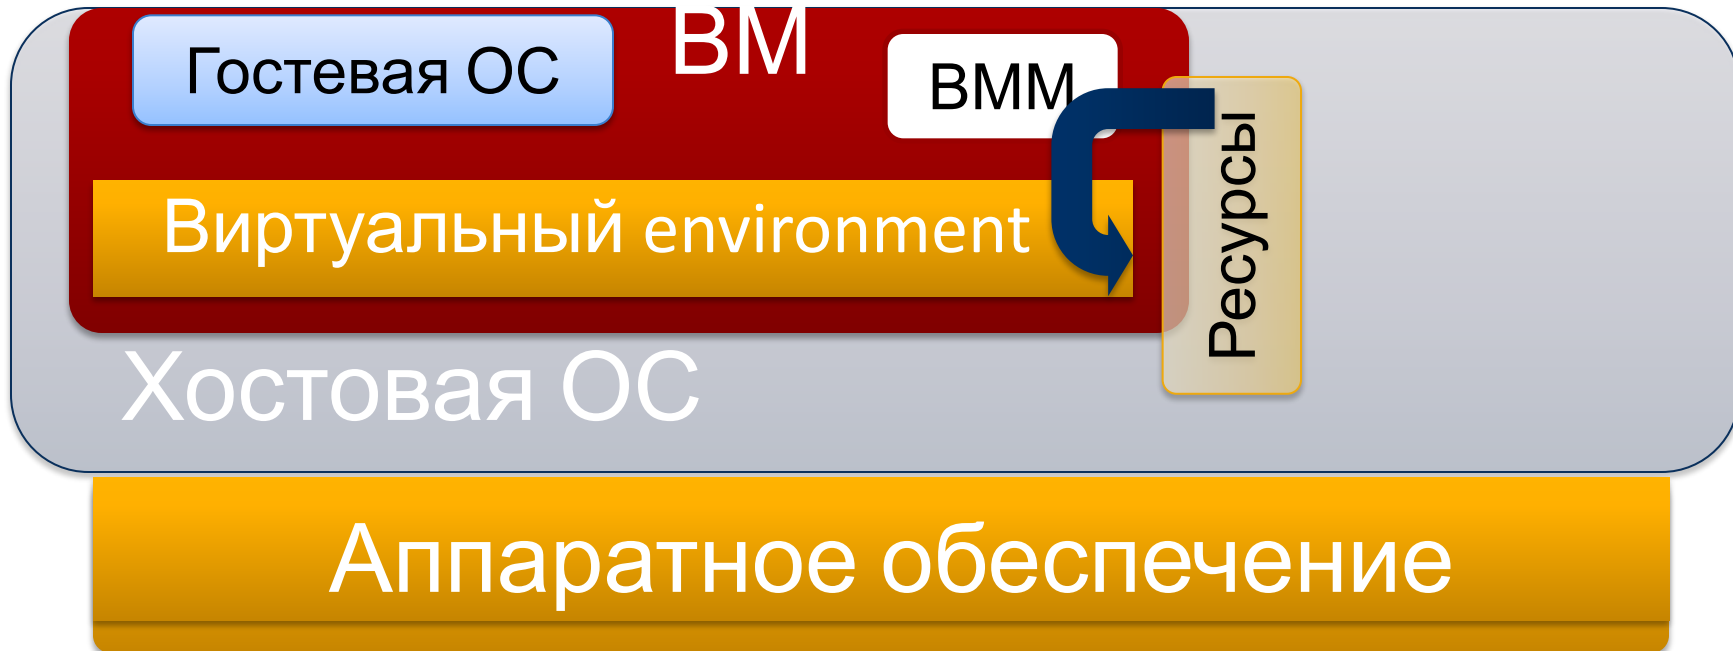 ВМ
Гостевая ОС
ВММ
Ресурсы
Виртуальный environment
Хостовая ОС
Аппаратное обеспечение